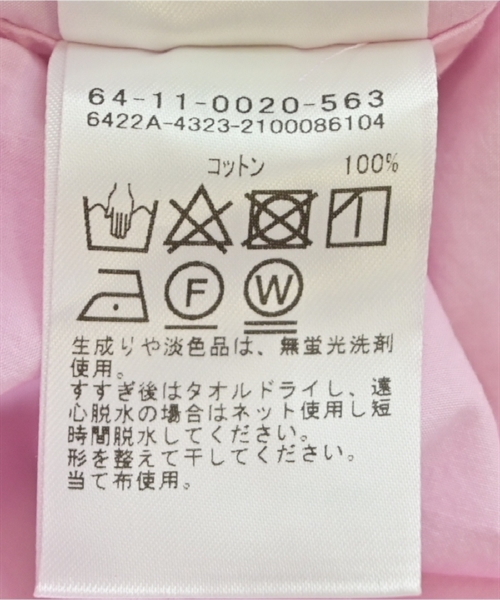 64-11-0020-563
6422A-4323-2100086104
コットン 100%
F W
生成りや淡色品は、無蛍光洗剤
使用。
すすぎ後はタオルドライし、遠
心脱水の場合はネット使用し短
時間脱水してください。
形を整えて干してください。
当て布使用。